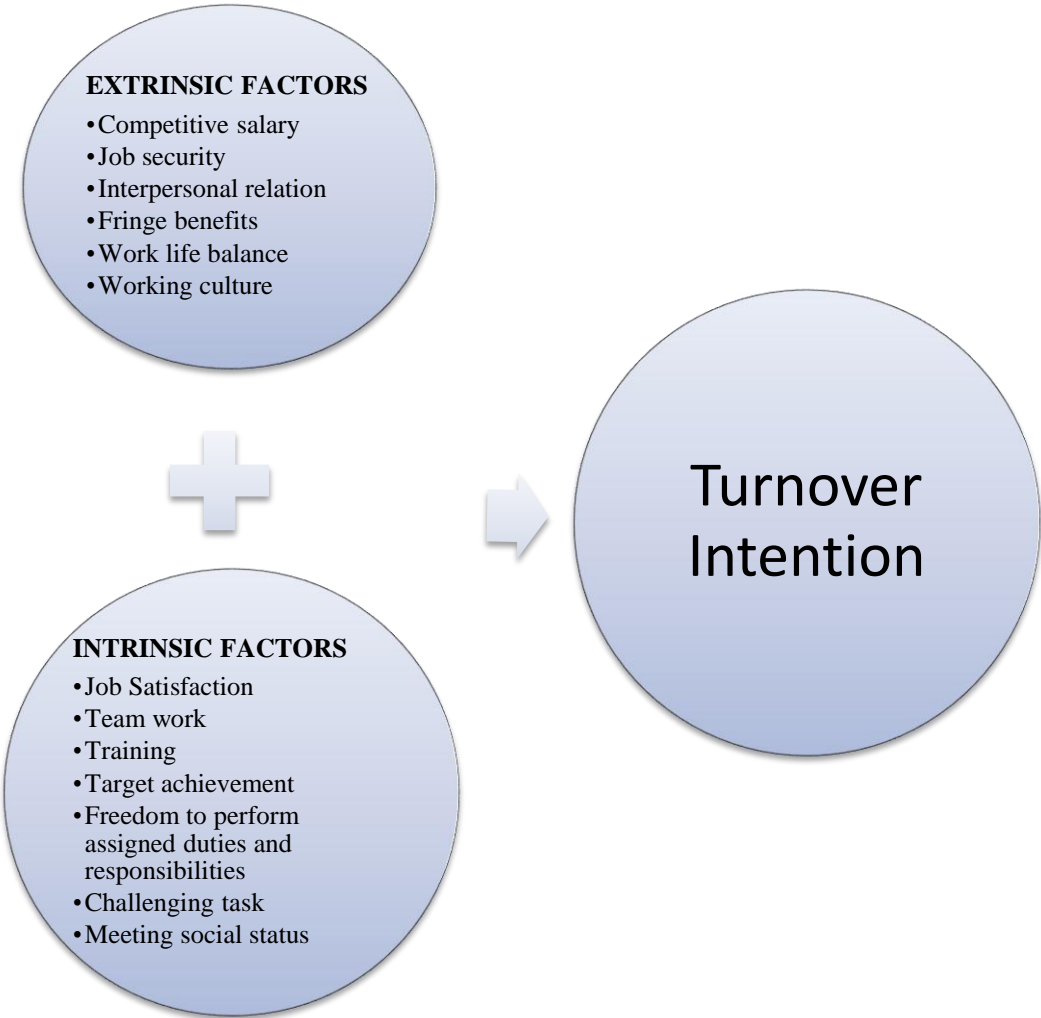 EXTRINSIC FACTORS
•Competitive salary
•Job security
•Interpersonal relation
•Fringe benefits
•Work life balance
•Working culture
INTRINSIC FACTORS
•Job Satisfaction
•Team work
•Training
•Target achievement
•Freedom to perform
assigned duties and
responsibilities
•Challenging task
•Meeting social status
Turnover
Intention